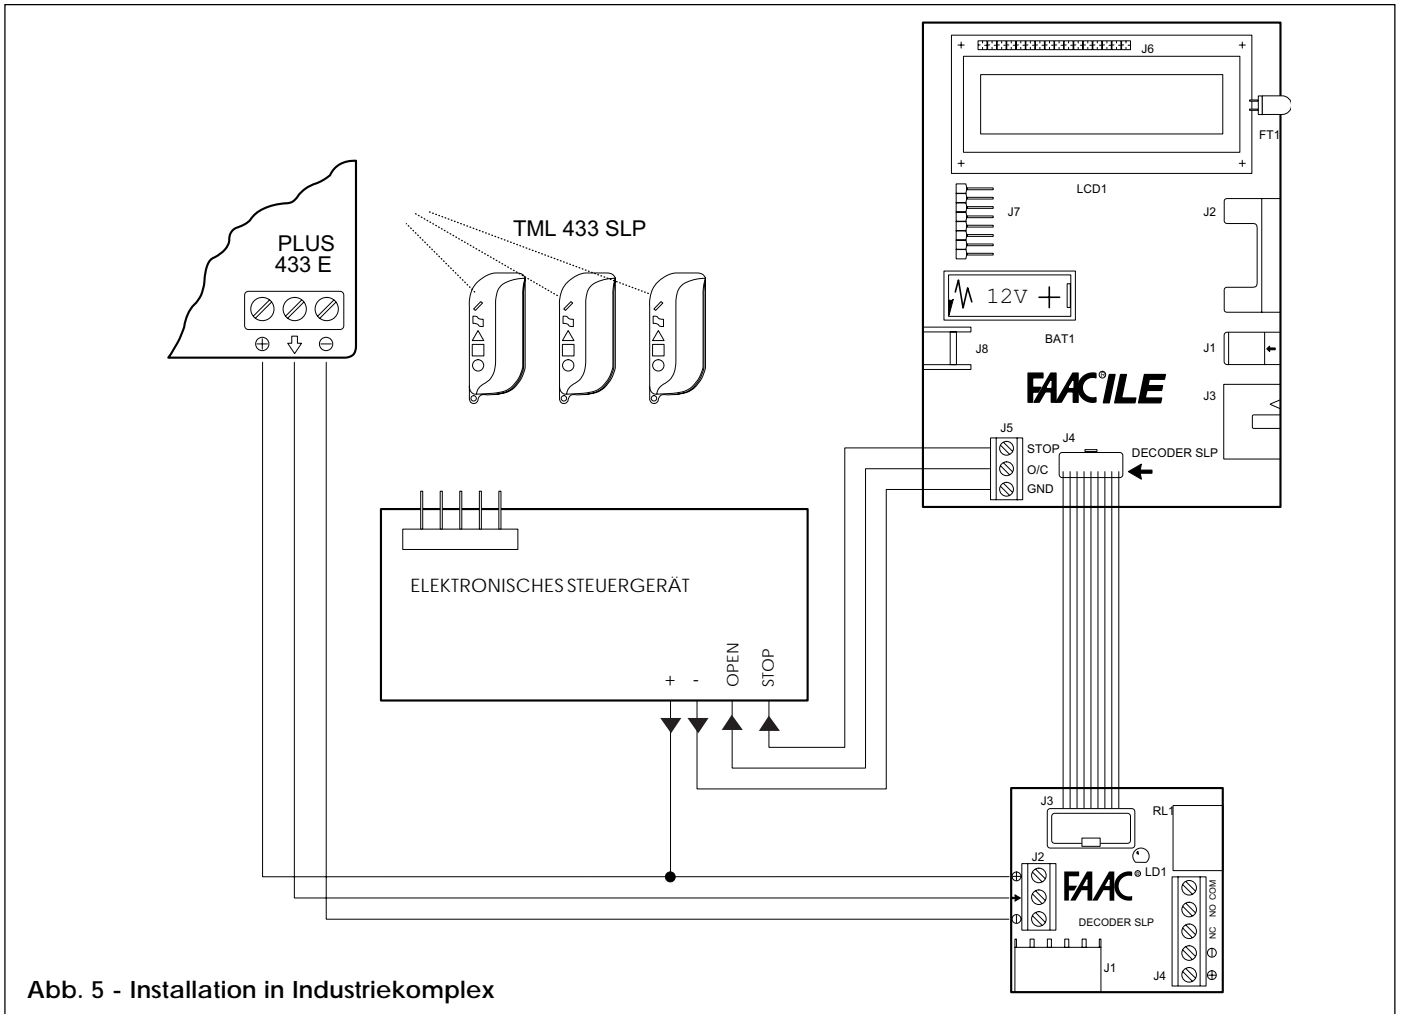 J6
FT1
LCD1
J7
J2
12V +
BAT1
J8
J1
FAAC®ILE
J3
J5
J4
STOP
O/C
GND
DECODER SLP
PLUS
433 E
TML 433 SLP
ELEKTRONISCHES STEUERGERÄT
+
-
OPEN
STOP
J3
RL1
J2
LD1
FAAC®
DECODER SLP
COM
NO
NC
J4
J1
Abb. 5 - Installation in Industriekomplex